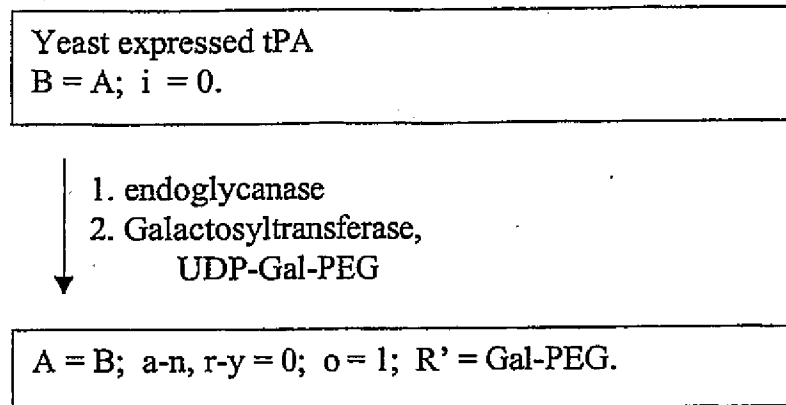 Yeast expressed tPA
B = A; i = 0.
1. endoglycanase
2. Galactosyltransferase,
UDP-Gal-PEG
A = B; a-n, r-y = 0; o = 1; R' = Gal-PEG.